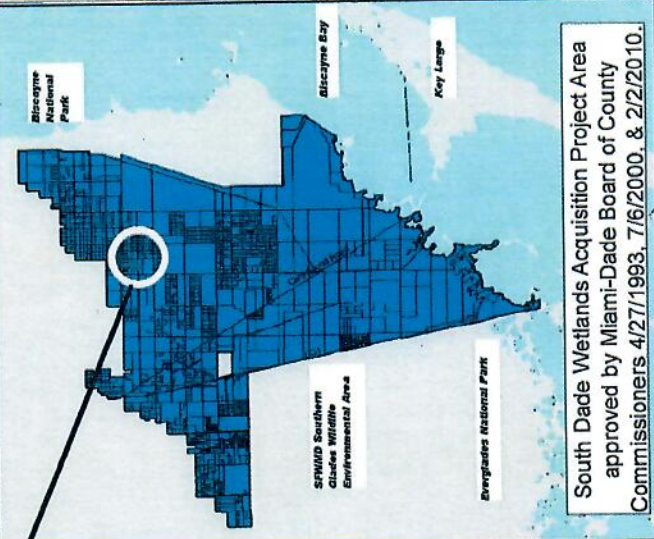 Biscayne
National
Park
Biscayne Bay
Key Largo
SFWMD Southern
Glades Wildlife
Environmental Area
Everglades National Park
South Dade Wetlands Acquisition Project Area
approved by Miami-Dade Board of County
Commissioners 4/27/1993, 7/6/2000, & 2/2/2010.